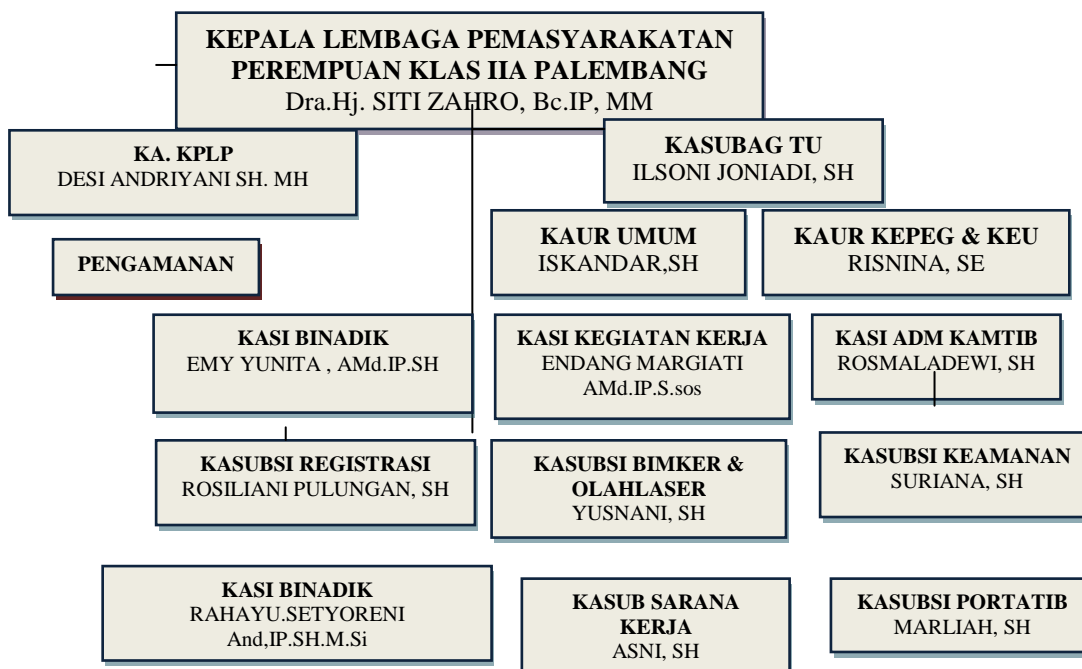 KEPALA LEMBAGA PEMASYARAKATAN
PEREMPUAN KLAS IIA PALEMBANG
Dra.Hj. SITI ZAHRO, Bc.IP, MM
KA. KPLP
DESI ANDRIYANI SH. MH
KASUBAG TU
ILSONI JONIADI, SH
PENGAMANAN
KAUR UMUM
ISKANDAR,SH
KAUR KEPEG & KEU
RISNINA, SE
KASI BINADIK
EMY YUNITA , AMd.IP.SH
KASI KEGIATAN KERJA
ENDANG MARGIATI
AMd.IP.S.sos
KASI ADM KAMTIB
ROSMALADEWI, SH
KASUBSI REGISTRASI
ROSILIANI PULUNGAN, SH
KASUBSI BIMKER &
OLAHLASER
YUSNANI, SH
KASUBSI KEAMANAN
SURIANA, SH
KASI BINADIK
RAHAYU.SETYORENI
And,IP.SH.M.Si
KASUB SARANA
KERJA
ASNI, SH
KASUBSI PORTATIB
MARLIAH, SH